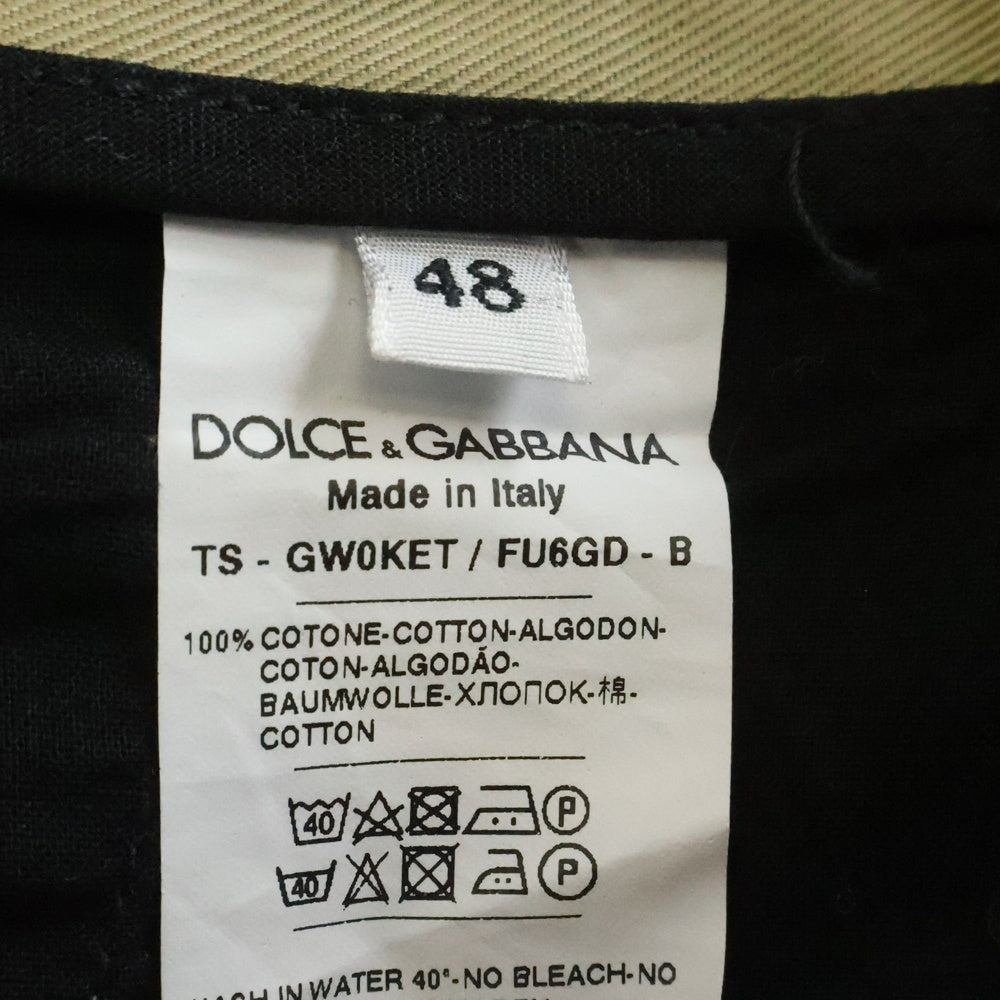 48
DOLCE & GABBANA
Made in Italy
TS - GW0KET / FU6GD - B
100% COTONE-COTTON-ALGODON-
COTON-ALGODÃO-
BAUMWOLLE-ХЛОПОК-棉-
COTTON
40 P
40 P
IN WATER 40°-NO BLEACH-NO